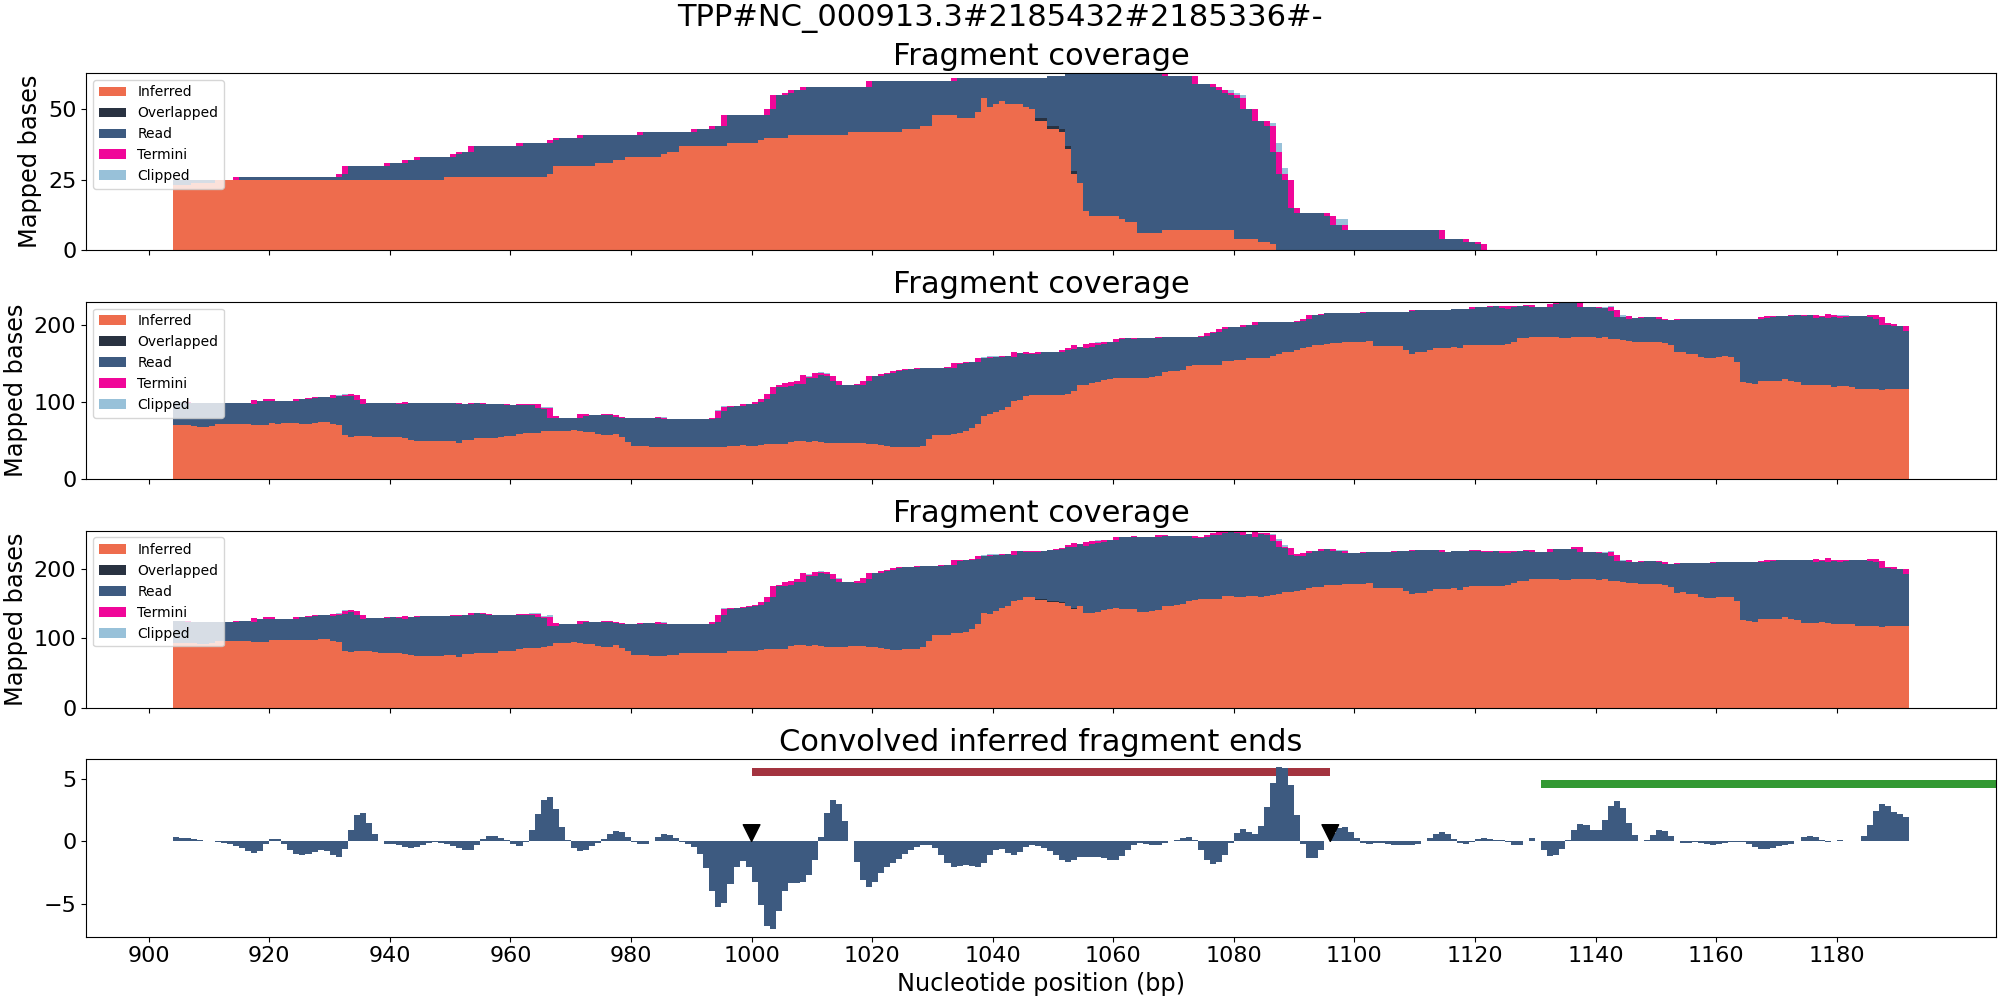 TPP#NC_000913.3#2185432#2185336#-
Fragment coverage
Mapped bases
50
25
0
Inferred
Overlapped
Read
Termini
Clipped
Fragment coverage
Mapped bases
200
100
0
Inferred
Overlapped
Read
Termini
Clipped
Fragment coverage
Mapped bases
200
100
0
Inferred
Overlapped
Read
Termini
Clipped
Convolved inferred fragment ends
5
0
−5
900 920 940 960 980 1000 1020 1040 1060 1080 1100 1120 1140 1160 1180
Nucleotide position (bp)